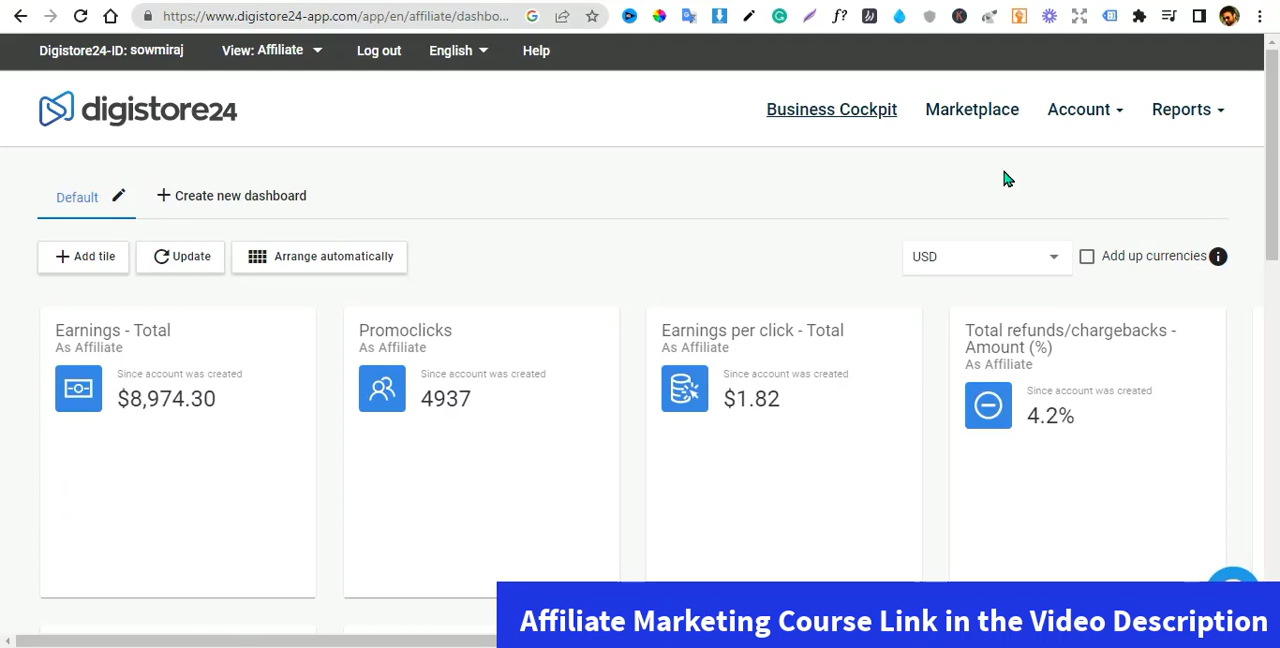 https://www.digistore24-app.com/app/en/affiliate/dashbo...
Digistore24-ID: sowmiraj View: Affiliate Log out English Help
digistore24 Business Cockpit Marketplace Account Reports
Default Create new dashboard
Add tile Update Arrange automatically USD Add up currencies i
Earnings - Total
As Affiliate
Since account was created
$8,974.30
Promoclicks
As Affiliate
Since account was created
4937
Earnings per click - Total
As Affiliate
Since account was created
$1.82
Total refunds/chargebacks -
Amount (%)
As Affiliate
Since account was created
4.2%
Affiliate Marketing Course Link in the Video Description